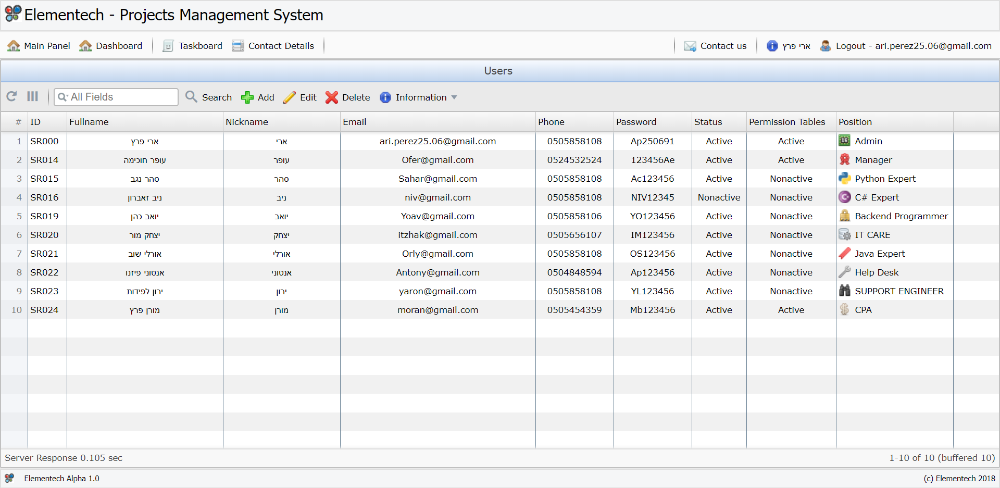 Elementech - Projects Management System
Main Panel Dashboard Taskboard Contact Details Contact us ארי פרץ Logout - ari.perez25.06@gmail.com
Users
All Fields Search Add Edit Delete Information
# ID Fullname Nickname Email Phone Password Status Permission Tables Position
1 SR000 ארי פרץ ארי ari.perez25.06@gmail.com 0505858108 Ap250691 Active Active Admin
2 SR014 עופר חוכימה עופר Ofer@gmail.com 0524532524 123456Ae Active Active Manager
3 SR015 סהר נגב סהר Sahar@gmail.com 0505858108 Ac123456 Active Nonactive Python Expert
4 SR016 ניב זאברון ניב niv@gmail.com 0505858108 NIV12345 Nonactive Nonactive C# Expert
5 SR019 יואב כהן יואב Yoav@gmail.com 0505858106 YO123456 Active Nonactive Backend Programmer
6 SR020 יצחק מור יצחק itzhak@gmail.com 0505656107 IM123456 Active Nonactive IT CARE
7 SR021 אורלי שוב אורלי Orly@gmail.com 0505858108 OS123456 Active Nonactive Java Expert
8 SR022 אנטוני פיזנו אנטוני Antony@gmail.com 0504848594 Ap123456 Active Nonactive Help Desk
9 SR023 ירון לפידות ירון yaron@gmail.com 0505858108 YL123456 Active Nonactive SUPPORT ENGINEER
10 SR024 מורן פרץ מורן moran@gmail.com 0505454359 Mb123456 Active Active CPA
Server Response 0.105 sec 1-10 of 10 (buffered 10)
Elementech Alpha 1.0 (c) Elementech 2018